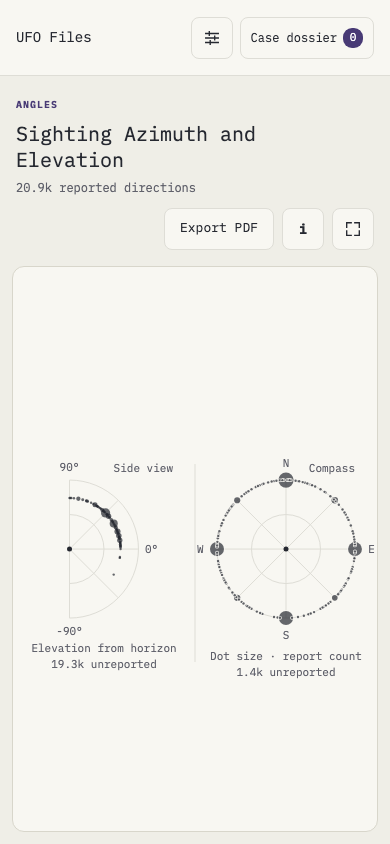 UFO Files
Case dossier 0
ANGLES
Sighting Azimuth and
Elevation
20.9k reported directions
Export PDF
i
90°
Side view
0°
-90°
Elevation from horizon
19.3k unreported
N
Compass
W
E
S
Dot size · report count
1.4k unreported